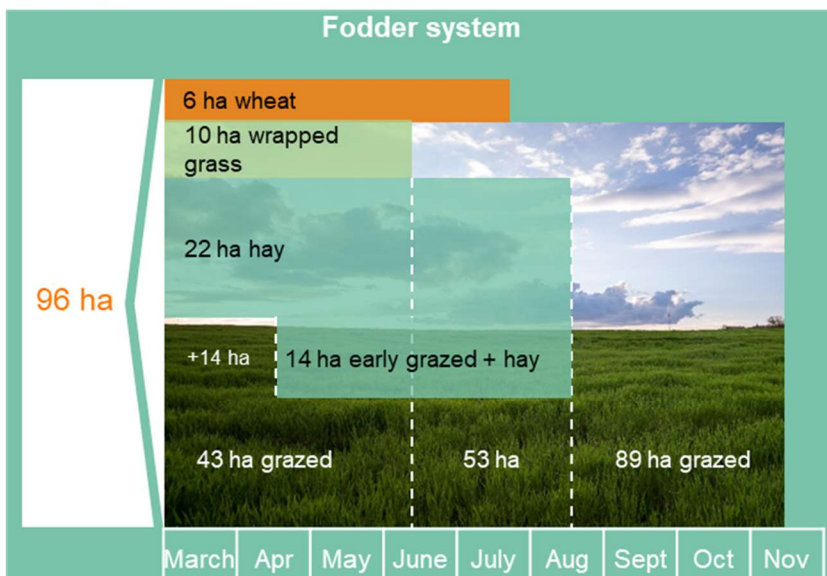 Fodder system
6 ha wheat
10 ha wrapped
grass
22 ha hay
96 ha
+14 ha
14 ha early grazed + hay
43 ha grazed
53 ha
89 ha grazed
March Apr May June July Aug Sept Oct Nov